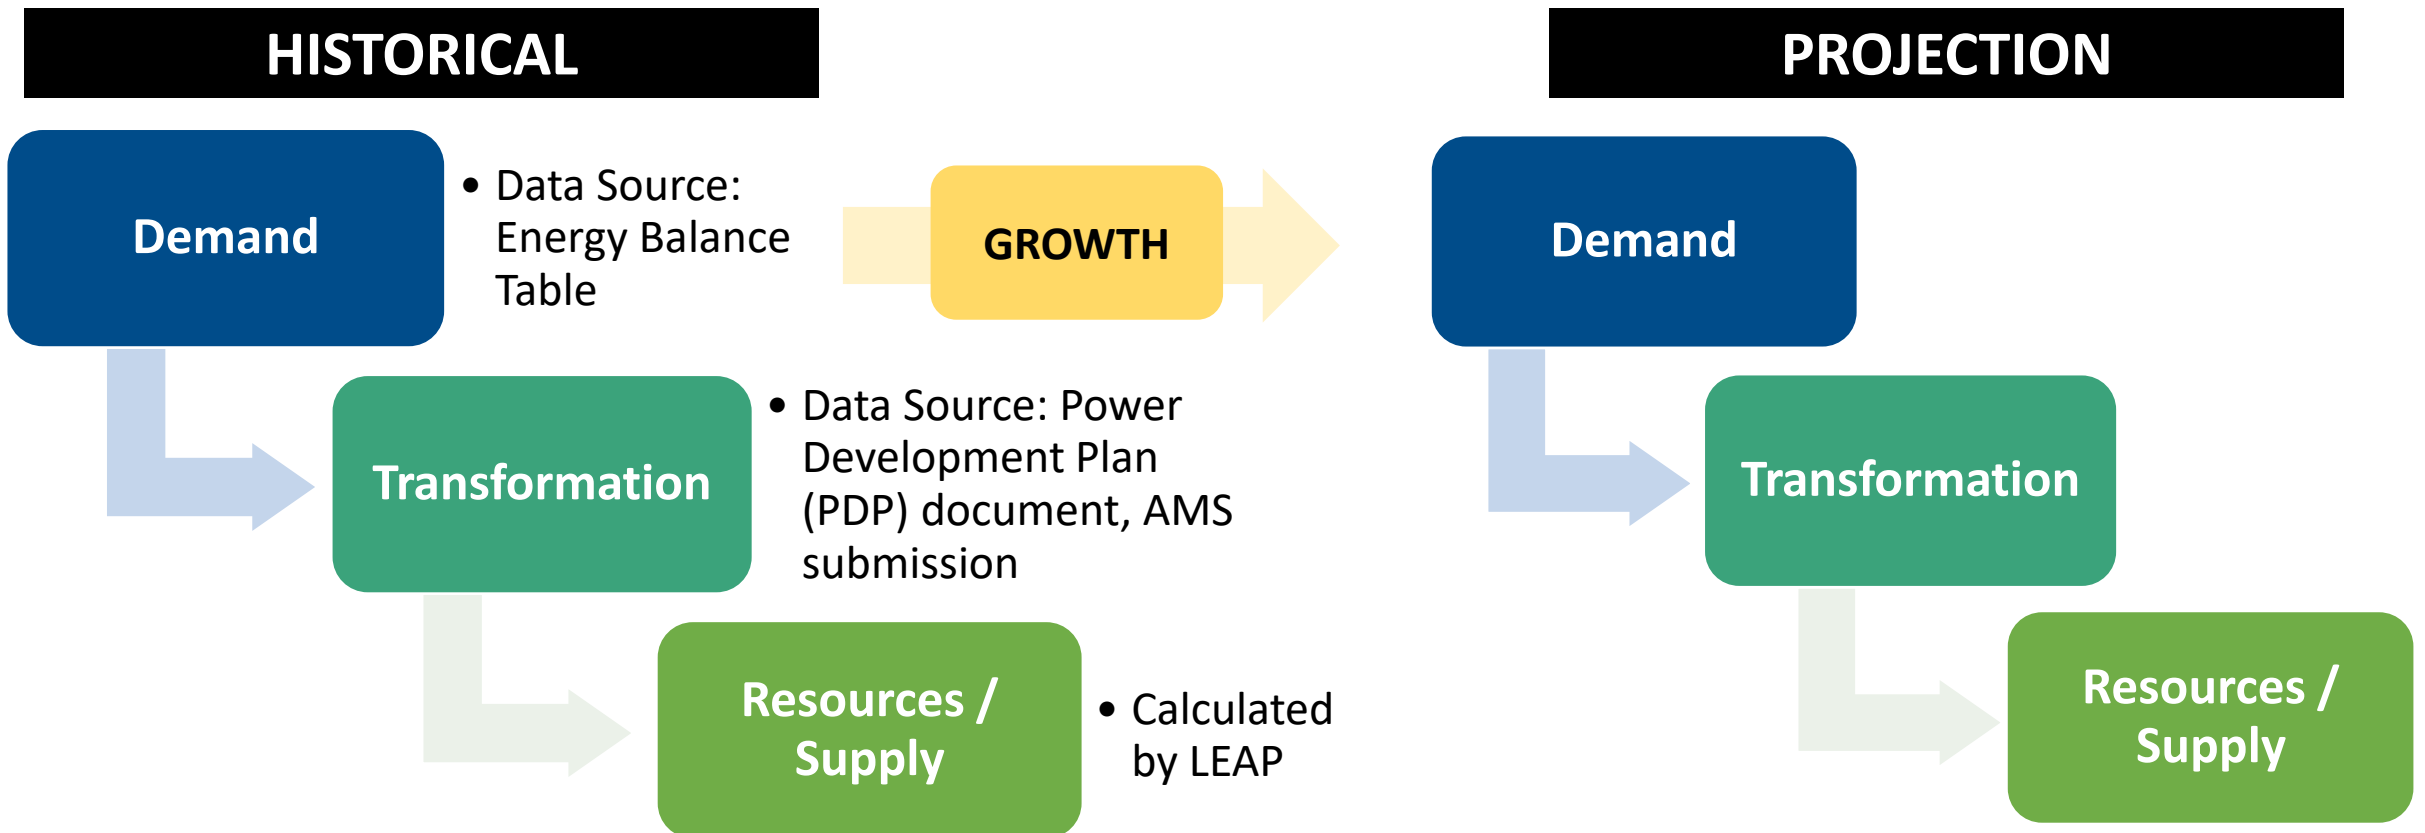 HISTORICAL
PROJECTION
Demand
• Data Source:
Energy Balance
Table
GROWTH
Demand
Transformation
• Data Source: Power
Development Plan
(PDP) document, AMS
submission
Transformation
Resources /
Supply
• Calculated
by LEAP
Resources /
Supply